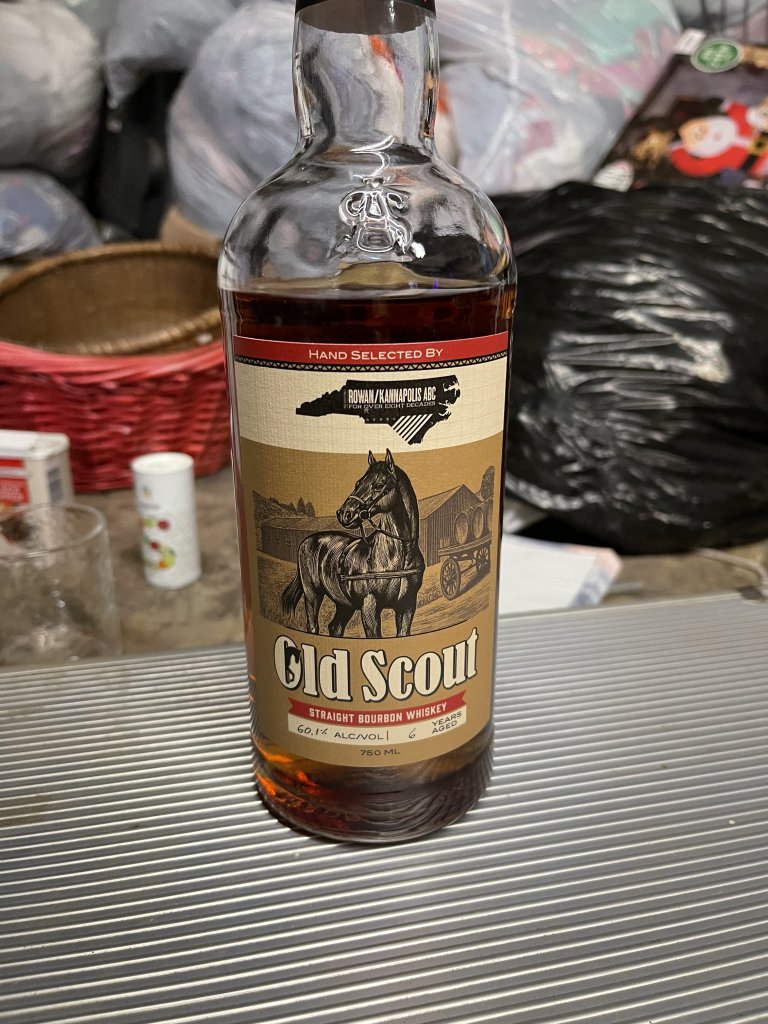 HAND SELECTED BY
ROWAN/KANNAPOLIS ABC
FOR OVER EIGHT DECADES
Old Scout
STRAIGHT BOURBON WHISKEY
60.1% ALC/VOL | 6 YEARS AGED
750 ML